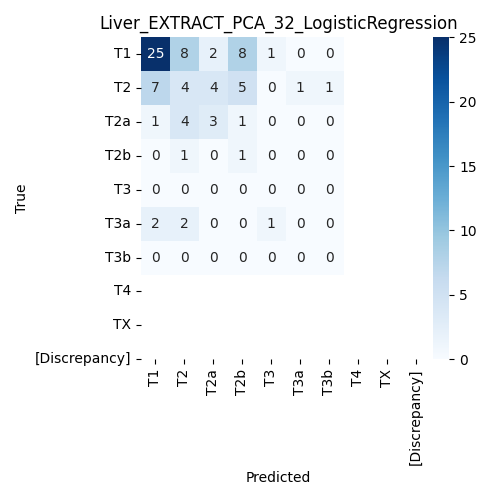 Liver_EXTRACT_PCA_32_LogisticRegression
True
T1 25 8 2 8 1 0 0
T2 7 4 4 5 0 1 1
T2a 1 4 3 1 0 0 0
T2b 0 1 0 1 0 0 0
T3 0 0 0 0 0 0 0
T3a 2 2 0 0 1 0 0
T3b 0 0 0 0 0 0 0
T4
TX
[Discrepancy]
T1 T2 T2a T2b T3 T3a T3b T4 TX [Discrepancy]
Predicted
25
20
15
10
5
0